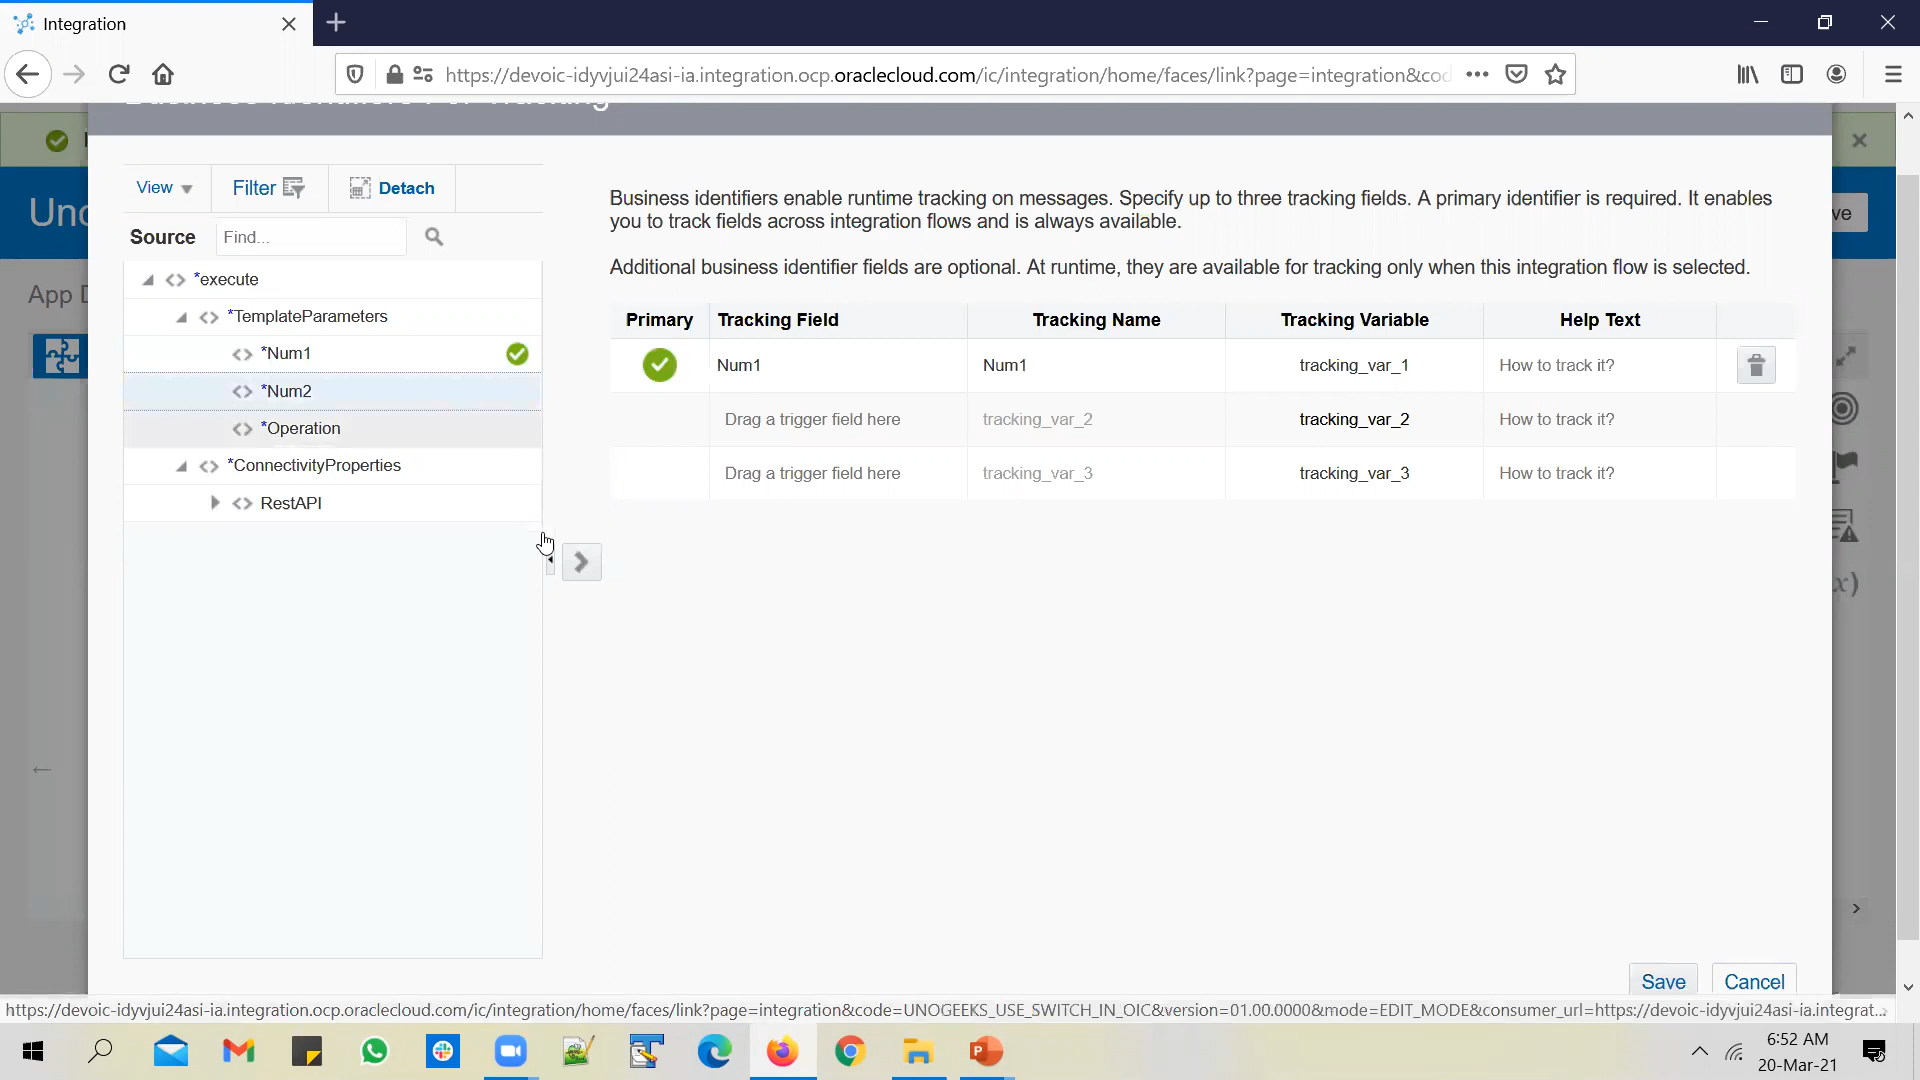 Integration
https://devoic-idyvjui24asi-ia.integration.ocp.oraclecloud.com/ic/integration/home/faces/link?page=integration&coc
View
Filter
Detach
Business identifiers enable runtime tracking on messages. Specify up to three tracking fields. A primary identifier is required. It enables
you to track fields across integration flows and is always available.
Additional business identifier fields are optional. At runtime, they are available for tracking only when this integration flow is selected.
Source
Find...
*execute
*TemplateParameters
*Num1
*Num2
*Operation
*ConnectivityProperties
RestAPI
Primary Tracking Field Tracking Name Tracking Variable Help Text
Num1 Num1 tracking_var_1 How to track it?
Drag a trigger field here tracking_var_2 tracking_var_2 How to track it?
Drag a trigger field here tracking_var_3 tracking_var_3 How to track it?
Uno
ve
App D
x)
Save
Cancel
https://devoic-idyvjui24asi-ia.integration.ocp.oraclecloud.com/ic/integration/home/faces/link?page=integration&code=UNOGEEKS_USE_SWITCH_IN_OIC&version=01.00.0000&mode=EDIT_MODE&consumer_url=https://devoic-idyvjui24asi-ia.integrat...
6:52 AM
20-Mar-21